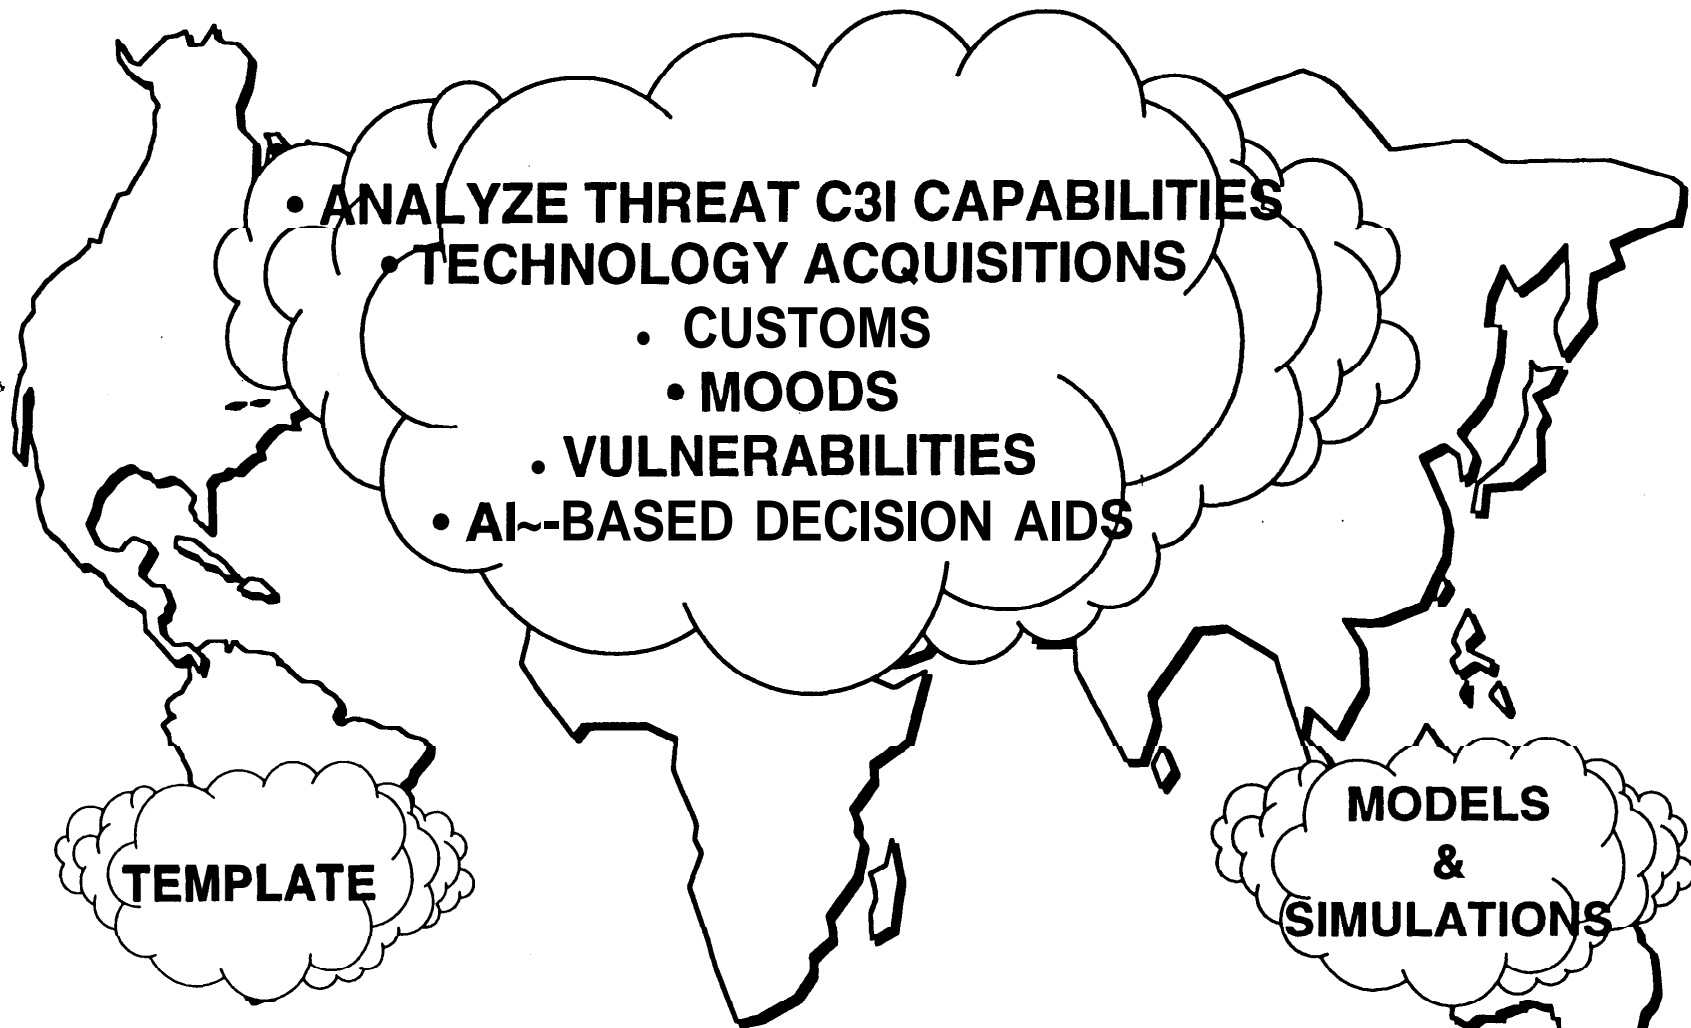 • ANALYZE THREAT C3I CAPABILITIES
• TECHNOLOGY ACQUISITIONS
• CUSTOMS
• MOODS
• VULNERABILITIES
• AI~-BASED DECISION AIDS
TEMPLATE
MODELS
&
SIMULATIONS